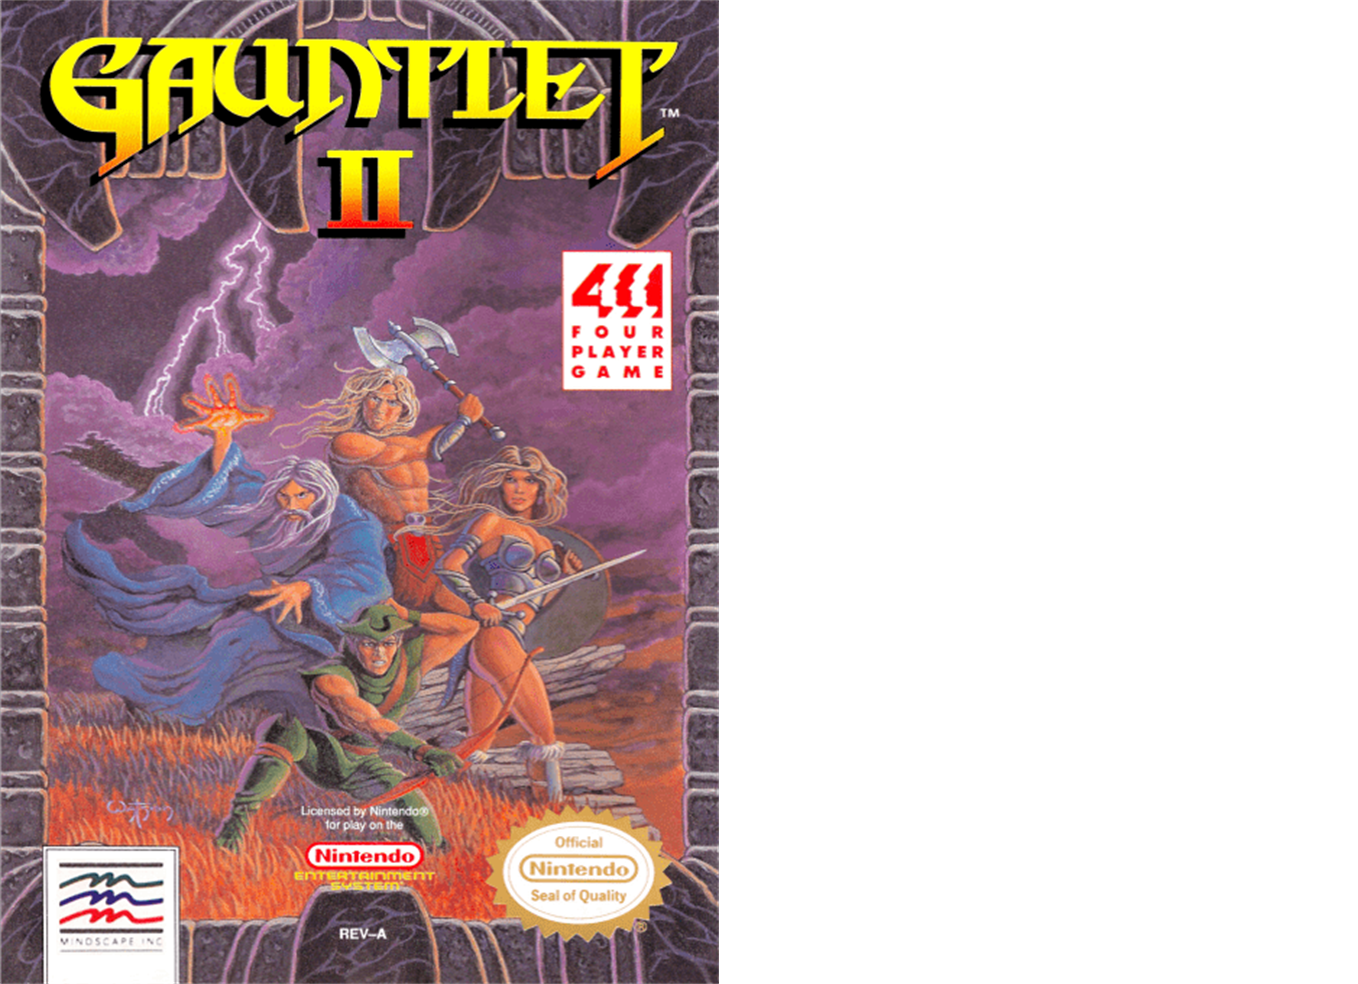 GAUNTLET
TM
II
4
FOUR
PLAYER
GAME
Licensed by Nintendo®
for play on the
Nintendo
ENTERTAINMENT
SYSTEM®
Official
Nintendo
Seal of Quality
®
MINDSCAPE INC
REV-A